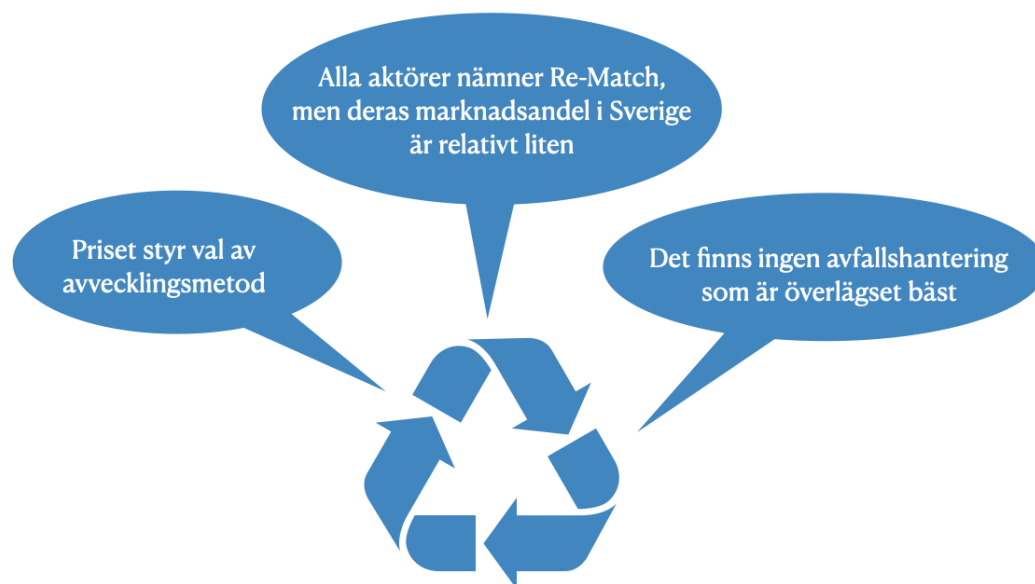 Alla aktörer nämner Re-Match,
men deras marknadsandel i Sverige
är relativt liten
Priset styr val av
avvecklingsmetod
Det finns ingen avfallshantering
som är överlägset bäst